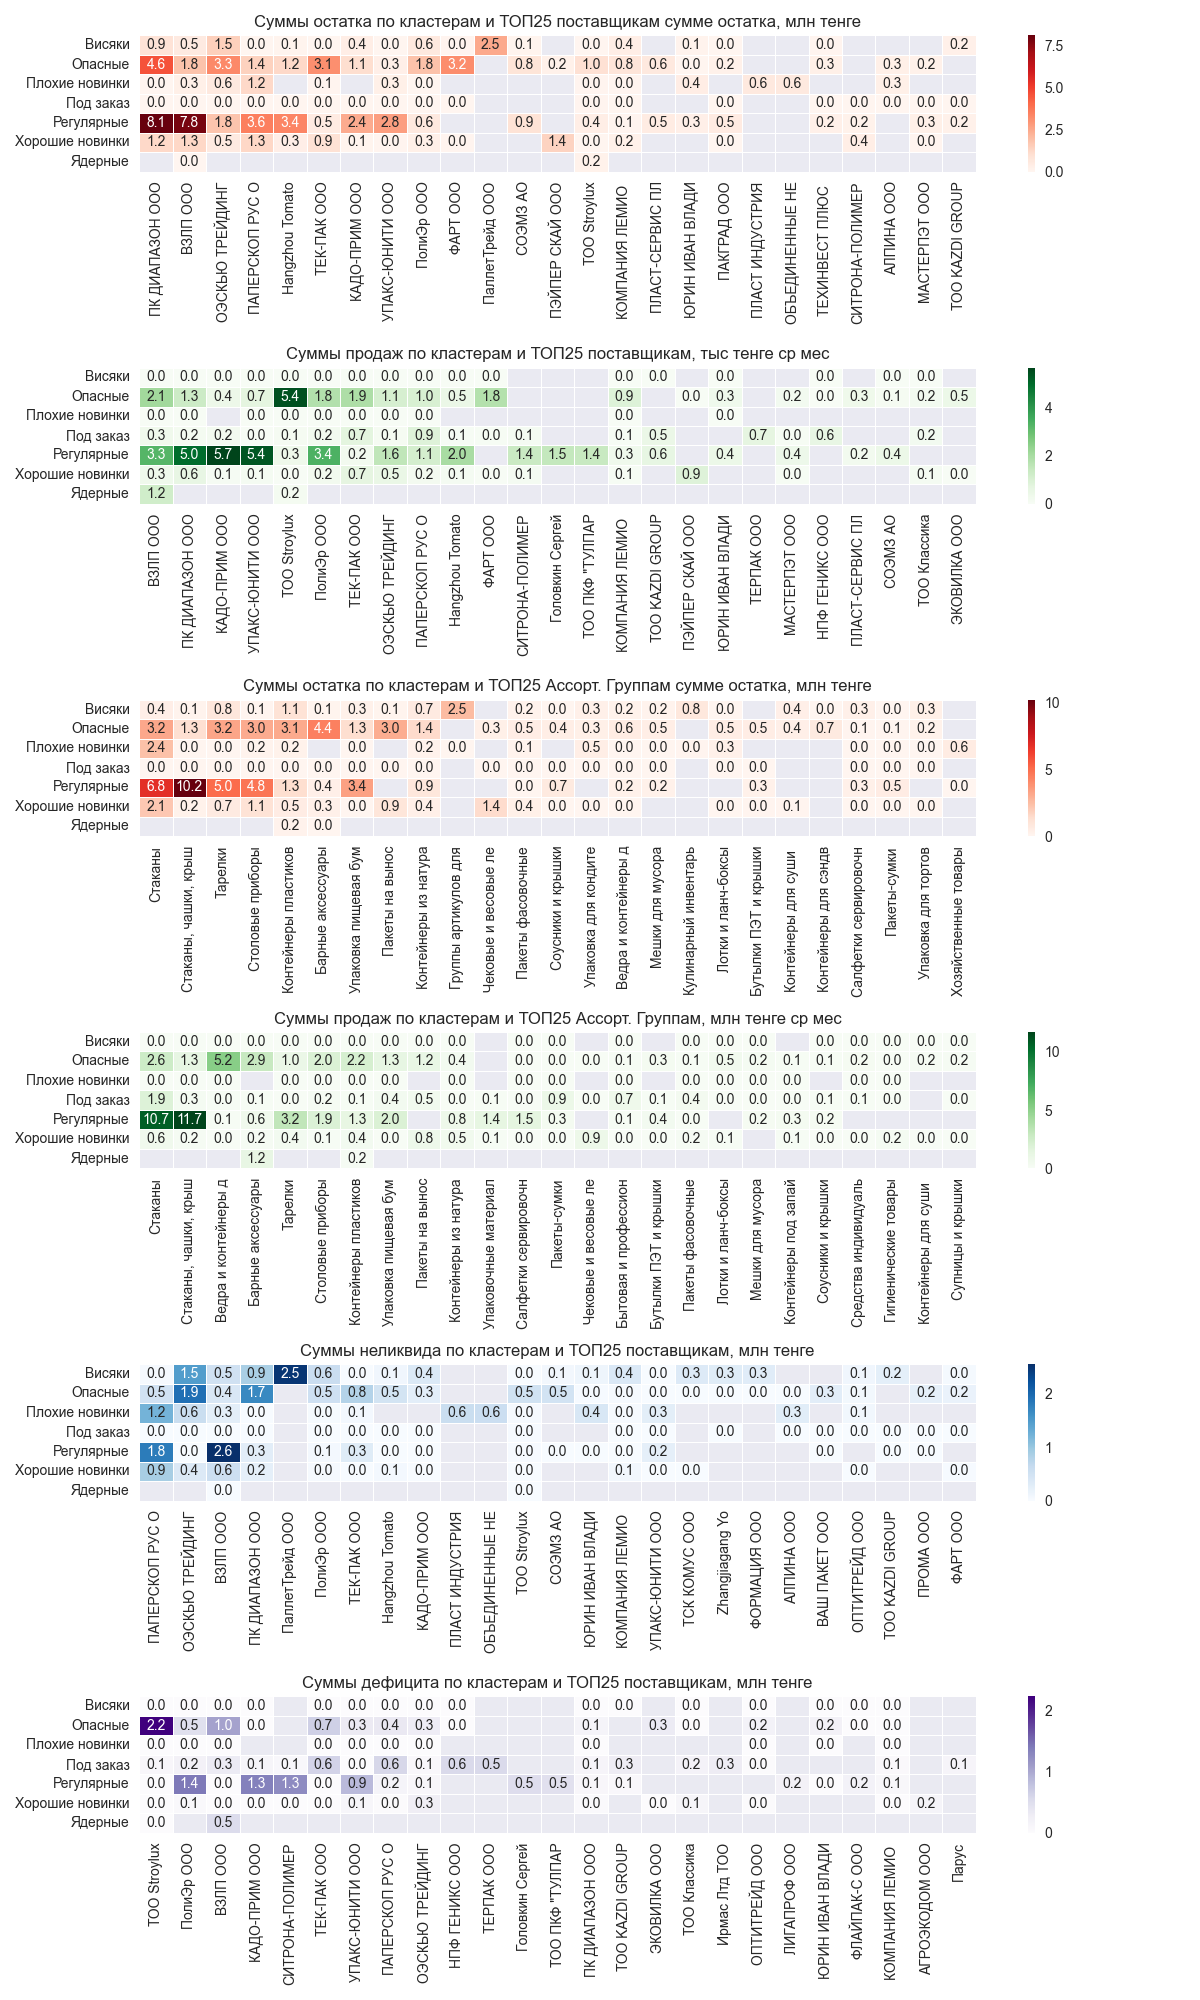 Суммы остатка по кластерам и ТОП25 поставщикам сумме остатка, млн тенге
Висяки 0.9 0.5 1.5 0.0 0.1 0.0 0.4 0.0 0.6 0.0 2.5 0.1 0.0 0.4 0.1 0.0 0.0 0.2
Опасные 4.6 1.8 3.3 1.4 1.2 3.1 1.1 0.3 1.8 3.2 0.8 0.2 1.0 0.8 0.6 0.0 0.2 0.3 0.3 0.2
Плохие новинки 0.0 0.3 0.6 1.2 0.1 0.3 0.0 0.0 0.0 0.4 0.6 0.6 0.3
Под заказ 0.0 0.0 0.0 0.0 0.0 0.0 0.0 0.0 0.0 0.0 0.0 0.0 0.0 0.0 0.0 0.0 0.0 0.0
Регулярные 8.1 7.8 1.8 3.6 3.4 0.5 2.4 2.8 0.6 0.9 0.4 0.1 0.5 0.3 0.5 0.2 0.2 0.3 0.2
Хорошие новинки 1.2 1.3 0.5 1.3 0.3 0.9 0.1 0.0 0.3 0.0 1.4 0.0 0.2 0.0 0.4 0.0
Ядерные 0.0 0.2
7.5
5.0
2.5
0.0
ПК ДИАПАЗОН ООО
ВЗЛП ООО
ОЭСКЬЮ ТРЕЙДИНГ
ПАПЕРСКОП РУС О
Hangzhou Tomato
ТЕК-ПАК ООО
КАДО-ПРИМ ООО
УПАКС-ЮНИТИ ООО
ПолиЭр ООО
ФАРТ ООО
ПаллетТрейд ООО
СОЭМЗ АО
ПЭЙПЕР СКАЙ ООО
ТОО Stroylux
КОМПАНИЯ ЛЕМИО
ПЛАСТ-СЕРВИС ПЛ
ЮРИН ИВАН ВЛАДИ
ПАКГРАД ООО
ПЛАСТ ИНДУСТРИЯ
ОБЪЕДИНЕННЫЕ НЕ
ТЕХИНВЕСТ ПЛЮС
СИТРОНА-ПОЛИМЕР
АЛПИНА ООО
МАСТЕРПЭТ ООО
ТОО KAZDI GROUP
Суммы продаж по кластерам и ТОП25 поставщикам, тыс тенге ср мес
Висяки 0.0 0.0 0.0 0.0 0.0 0.0 0.0 0.0 0.0 0.0 0.0 0.0 0.0 0.0 0.0 0.0 0.0
Опасные 2.1 1.3 0.4 0.7 5.4 1.8 1.9 1.1 1.0 0.5 1.8 0.9 0.0 0.3 0.2 0.0 0.3 0.1 0.2 0.5
Плохие новинки 0.0 0.0 0.0 0.0 0.0 0.0 0.0 0.0 0.0
Под заказ 0.3 0.2 0.2 0.0 0.1 0.2 0.7 0.1 0.9 0.1 0.0 0.1 0.1 0.5 0.7 0.0 0.6 0.2
Регулярные 3.3 5.0 5.7 5.4 0.3 3.4 0.2 1.6 1.1 2.0 1.4 1.5 1.4 0.3 0.6 0.4 0.4 0.2 0.4
Хорошие новинки 0.3 0.6 0.1 0.1 0.0 0.2 0.7 0.5 0.2 0.1 0.0 0.1 0.1 0.9 0.0 0.1 0.0
Ядерные 1.2 0.2
4
2
0
ВЗЛП ООО
ПК ДИАПАЗОН ООО
КАДО-ПРИМ ООО
УПАКС-ЮНИТИ ООО
ТОО Stroylux
ПолиЭр ООО
ТЕК-ПАК ООО
ОЭСКЬЮ ТРЕЙДИНГ
ПАПЕРСКОП РУС О
Hangzhou Tomato
ФАРТ ООО
СИТРОНА-ПОЛИМЕР
Головкин Сергей
ТОО ПКФ "ТУЛПАР
КОМПАНИЯ ЛЕМИО
ТОО KAZDI GROUP
ПЭЙПЕР СКАЙ ООО
ЮРИН ИВАН ВЛАДИ
ТЕРПАК ООО
МАСТЕРПЭТ ООО
НПФ ГЕНИКС ООО
ПЛАСТ-СЕРВИС ПЛ
СОЭМЗ АО
ТОО Классика
ЭКОВИЛКА ООО
Суммы остатка по кластерам и ТОП25 Ассорт. Группам сумме остатка, млн тенге
Висяки 0.4 0.1 0.8 0.1 1.1 0.1 0.3 0.1 0.7 2.5 0.2 0.0 0.3 0.2 0.2 0.8 0.0 0.4 0.0 0.3 0.0 0.3
Опасные 3.2 1.3 3.2 3.0 3.1 4.4 1.3 3.0 1.4 0.3 0.5 0.4 0.3 0.6 0.5 0.5 0.5 0.4 0.7 0.1 0.1 0.2
Плохие новинки 2.4 0.0 0.0 0.2 0.2 0.0 0.2 0.0 0.1 0.5 0.0 0.0 0.0 0.3 0.0 0.0 0.0 0.6
Под заказ 0.0 0.0 0.0 0.0 0.0 0.0 0.0 0.0 0.0 0.0 0.0 0.0 0.0 0.0 0.0 0.0 0.0 0.0 0.0 0.0
Регулярные 6.8 10.2 5.0 4.8 1.3 0.4 3.4 0.9 0.0 0.7 0.2 0.2 0.3 0.3 0.5 0.0
Хорошие новинки 2.1 0.2 0.7 1.1 0.5 0.3 0.0 0.9 0.4 1.4 0.4 0.0 0.0 0.0 0.0 0.0 0.1 0.0 0.0 0.0
Ядерные 0.2 0.0
10
5
0
Стаканы
Стаканы, чашки, крыш
Тарелки
Столовые приборы
Контейнеры пластиков
Барные аксессуары
Упаковка пищевая бум
Пакеты на вынос
Контейнеры из натура
Группы артикулов для
Чековые и весовые ле
Пакеты фасовочные
Соусники и крышки
Упаковка для кондите
Ведра и контейнеры д
Мешки для мусора
Кулинарный инвентарь
Лотки и ланч-боксы
Бутылки ПЭТ и крышки
Контейнеры для суши
Контейнеры для сэндв
Салфетки сервировочн
Пакеты-сумки
Упаковка для тортов
Хозяйственные товары
Суммы продаж по кластерам и ТОП25 Ассорт. Группам, млн тенге ср мес
Висяки 0.0 0.0 0.0 0.0 0.0 0.0 0.0 0.0 0.0 0.0 0.0 0.0 0.0 0.0 0.0 0.0 0.0 0.0 0.0 0.0 0.0 0.0
Опасные 2.6 1.3 5.2 2.9 1.0 2.0 2.2 1.3 1.2 0.4 0.0 0.0 0.0 0.1 0.3 0.1 0.5 0.2 0.1 0.1 0.2 0.0 0.2 0.2
Плохие новинки 0.0 0.0 0.0 0.0 0.0 0.0 0.0 0.0 0.0 0.0 0.0 0.0 0.0 0.0 0.0 0.0 0.0 0.0
Под заказ 1.9 0.3 0.0 0.1 0.0 0.2 0.1 0.4 0.5 0.0 0.1 0.0 0.9 0.0 0.7 0.1 0.4 0.0 0.0 0.0 0.1 0.1 0.0 0.0
Регулярные 10.7 11.7 0.1 0.6 3.2 1.9 1.3 2.0 0.8 1.4 1.5 0.3 0.1 0.4 0.0 0.2 0.3 0.2
Хорошие новинки 0.6 0.2 0.0 0.2 0.4 0.1 0.4 0.0 0.8 0.5 0.1 0.0 0.0 0.9 0.0 0.0 0.2 0.1 0.1 0.0 0.0 0.2 0.0 0.0
Ядерные 1.2 0.2
10
5
0
Стаканы
Стаканы, чашки, крыш
Ведра и контейнеры д
Барные аксессуары
Тарелки
Столовые приборы
Контейнеры пластиков
Упаковка пищевая бум
Пакеты на вынос
Контейнеры из натура
Упаковочные материал
Салфетки сервировочн
Пакеты-сумки
Чековые и весовые ле
Бытовая и профессион
Бутылки ПЭТ и крышки
Пакеты фасовочные
Лотки и ланч-боксы
Мешки для мусора
Контейнеры под запай
Соусники и крышки
Средства индивидуаль
Гигиенические товары
Контейнеры для суши
Супницы и крышки
Суммы неликвида по кластерам и ТОП25 поставщикам, млн тенге
Висяки 0.0 1.5 0.5 0.9 2.5 0.6 0.0 0.1 0.4 0.0 0.1 0.1 0.4 0.0 0.3 0.3 0.3 0.1 0.2 0.0
Опасные 0.5 1.9 0.4 1.7 0.5 0.8 0.5 0.3 0.5 0.5 0.0 0.0 0.0 0.0 0.0 0.0 0.0 0.3 0.1 0.2 0.2
Плохие новинки 1.2 0.6 0.3 0.0 0.0 0.1 0.6 0.6 0.0 0.4 0.0 0.3 0.3 0.1
Под заказ 0.0 0.0 0.0 0.0 0.0 0.0 0.0 0.0 0.0 0.0 0.0 0.0 0.0 0.0 0.0 0.0 0.0 0.0
Регулярные 1.8 0.0 2.6 0.3 0.1 0.3 0.0 0.0 0.0 0.0 0.0 0.0 0.2 0.0 0.0 0.0
Хорошие новинки 0.9 0.4 0.6 0.2 0.0 0.0 0.1 0.0 0.0 0.1 0.0 0.0 0.0 0.0
Ядерные 0.0 0.0
2
1
0
ПАПЕРСКОП РУС О
ОЭСКЬЮ ТРЕЙДИНГ
ВЗЛП ООО
ПК ДИАПАЗОН ООО
ПаллетТрейд ООО
ПолиЭр ООО
ТЕК-ПАК ООО
Hangzhou Tomato
КАДО-ПРИМ ООО
ПЛАСТ ИНДУСТРИЯ
ОБЪЕДИНЕННЫЕ НЕ
ТОО Stroylux
СОЭМЗ АО
ЮРИН ИВАН ВЛАДИ
КОМПАНИЯ ЛЕМИО
УПАКС-ЮНИТИ ООО
ТСК КОМУС ООО
Zhangjiagang Yo
ФОРМАЦИЯ ООО
АЛПИНА ООО
ВАШ ПАКЕТ ООО
ОПТИТРЕЙД ООО
ТОО KAZDI GROUP
ПРОМА ООО
ФАРТ ООО
Суммы дефицита по кластерам и ТОП25 поставщикам, млн тенге
Висяки 0.0 0.0 0.0 0.0 0.0 0.0 0.0 0.0 0.0 0.0 0.0 0.0 0.0 0.0 0.0
Опасные 2.2 0.5 1.0 0.0 0.7 0.3 0.4 0.3 0.0 0.1 0.3 0.0 0.2 0.2 0.0 0.0
Плохие новинки 0.0 0.0 0.0 0.0 0.0 0.0 0.0 0.0 0.0 0.0
Под заказ 0.1 0.2 0.3 0.1 0.1 0.6 0.0 0.6 0.1 0.6 0.5 0.1 0.3 0.2 0.3 0.0 0.1 0.1
Регулярные 0.0 1.4 0.0 1.3 1.3 0.0 0.9 0.2 0.1 0.5 0.5 0.1 0.1 0.2 0.0 0.2 0.1
Хорошие новинки 0.0 0.1 0.0 0.0 0.0 0.0 0.1 0.0 0.3 0.0 0.0 0.1 0.0 0.0 0.2
Ядерные 0.0 0.5
2
1
0
ТОО Stroylux
ПолиЭр ООО
ВЗЛП ООО
КАДО-ПРИМ ООО
СИТРОНА-ПОЛИМЕР
ТЕК-ПАК ООО
УПАКС-ЮНИТИ ООО
ПАПЕРСКОП РУС О
ОЭСКЬЮ ТРЕЙДИНГ
НПФ ГЕНИКС ООО
ТЕРПАК ООО
Головкин Сергей
ТОО ПКФ "ТУЛПАР
ПК ДИАПАЗОН ООО
ТОО KAZDI GROUP
ЭКОВИЛКА ООО
ТОО Классика
Ирмас Лтд ТОО
ОПТИТРЕЙД ООО
ЛИГАПРОФ ООО
ЮРИН ИВАН ВЛАДИ
ФЛАЙПАК-С ООО
КОМПАНИЯ ЛЕМИО
АГРОЭКОДОМ ООО
Парус